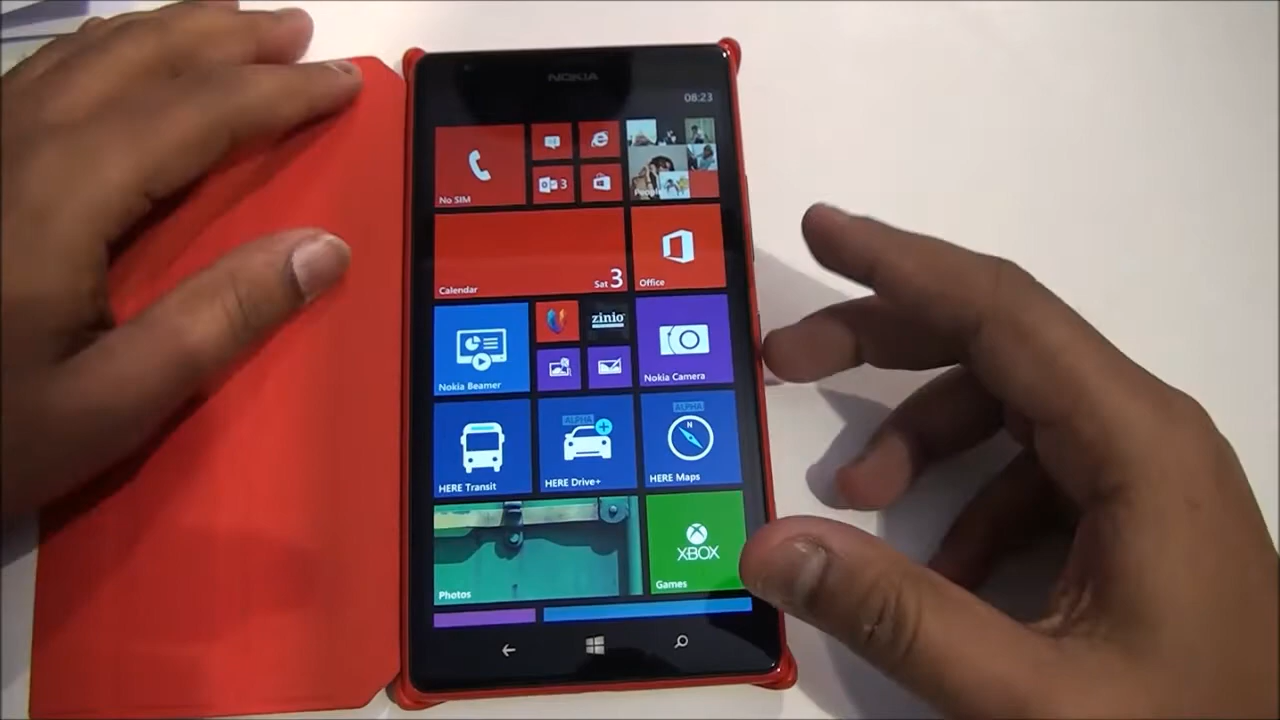 NOKIA
08:23
No SIM
3
People
Calendar
Sat 3
Office
Nokia Beamer
zinio
Nokia Camera
HERE Transit
ALPHA
HERE Drive+
ALPHA
N
HERE Maps
Photos
XBOX
Games